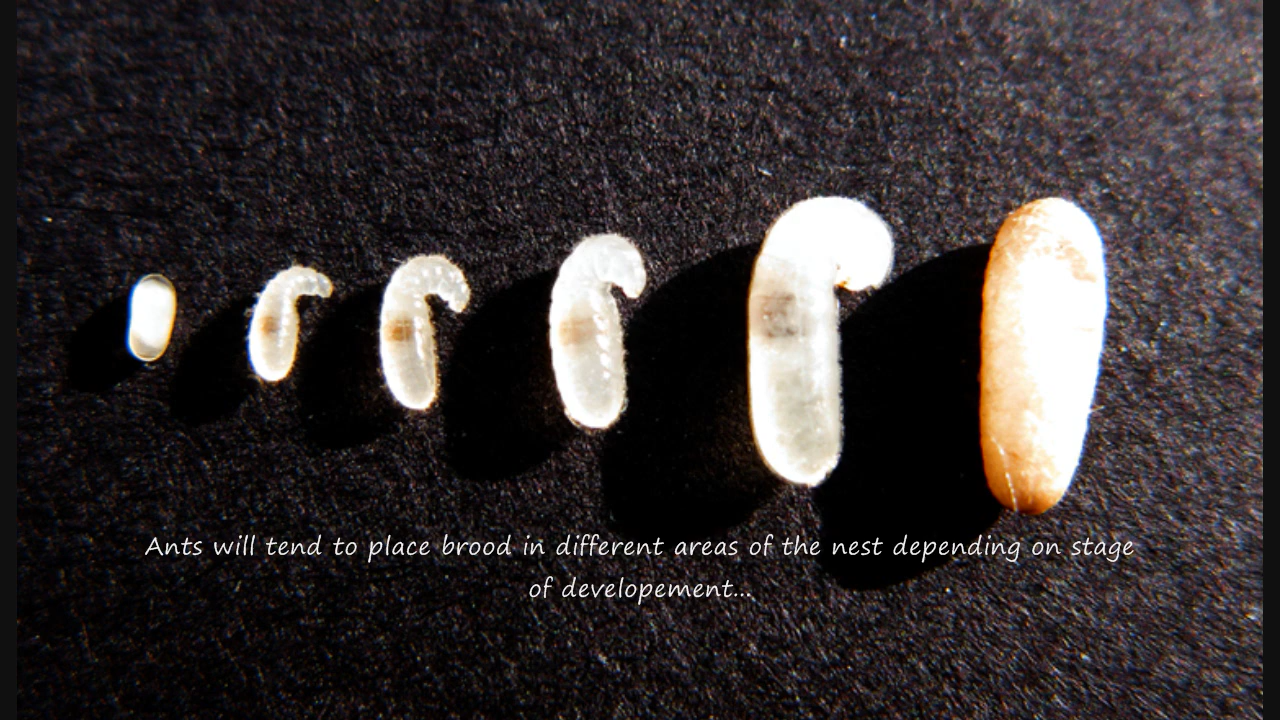 Ants will tend to place brood in different areas of the nest depending on stage
of developement...